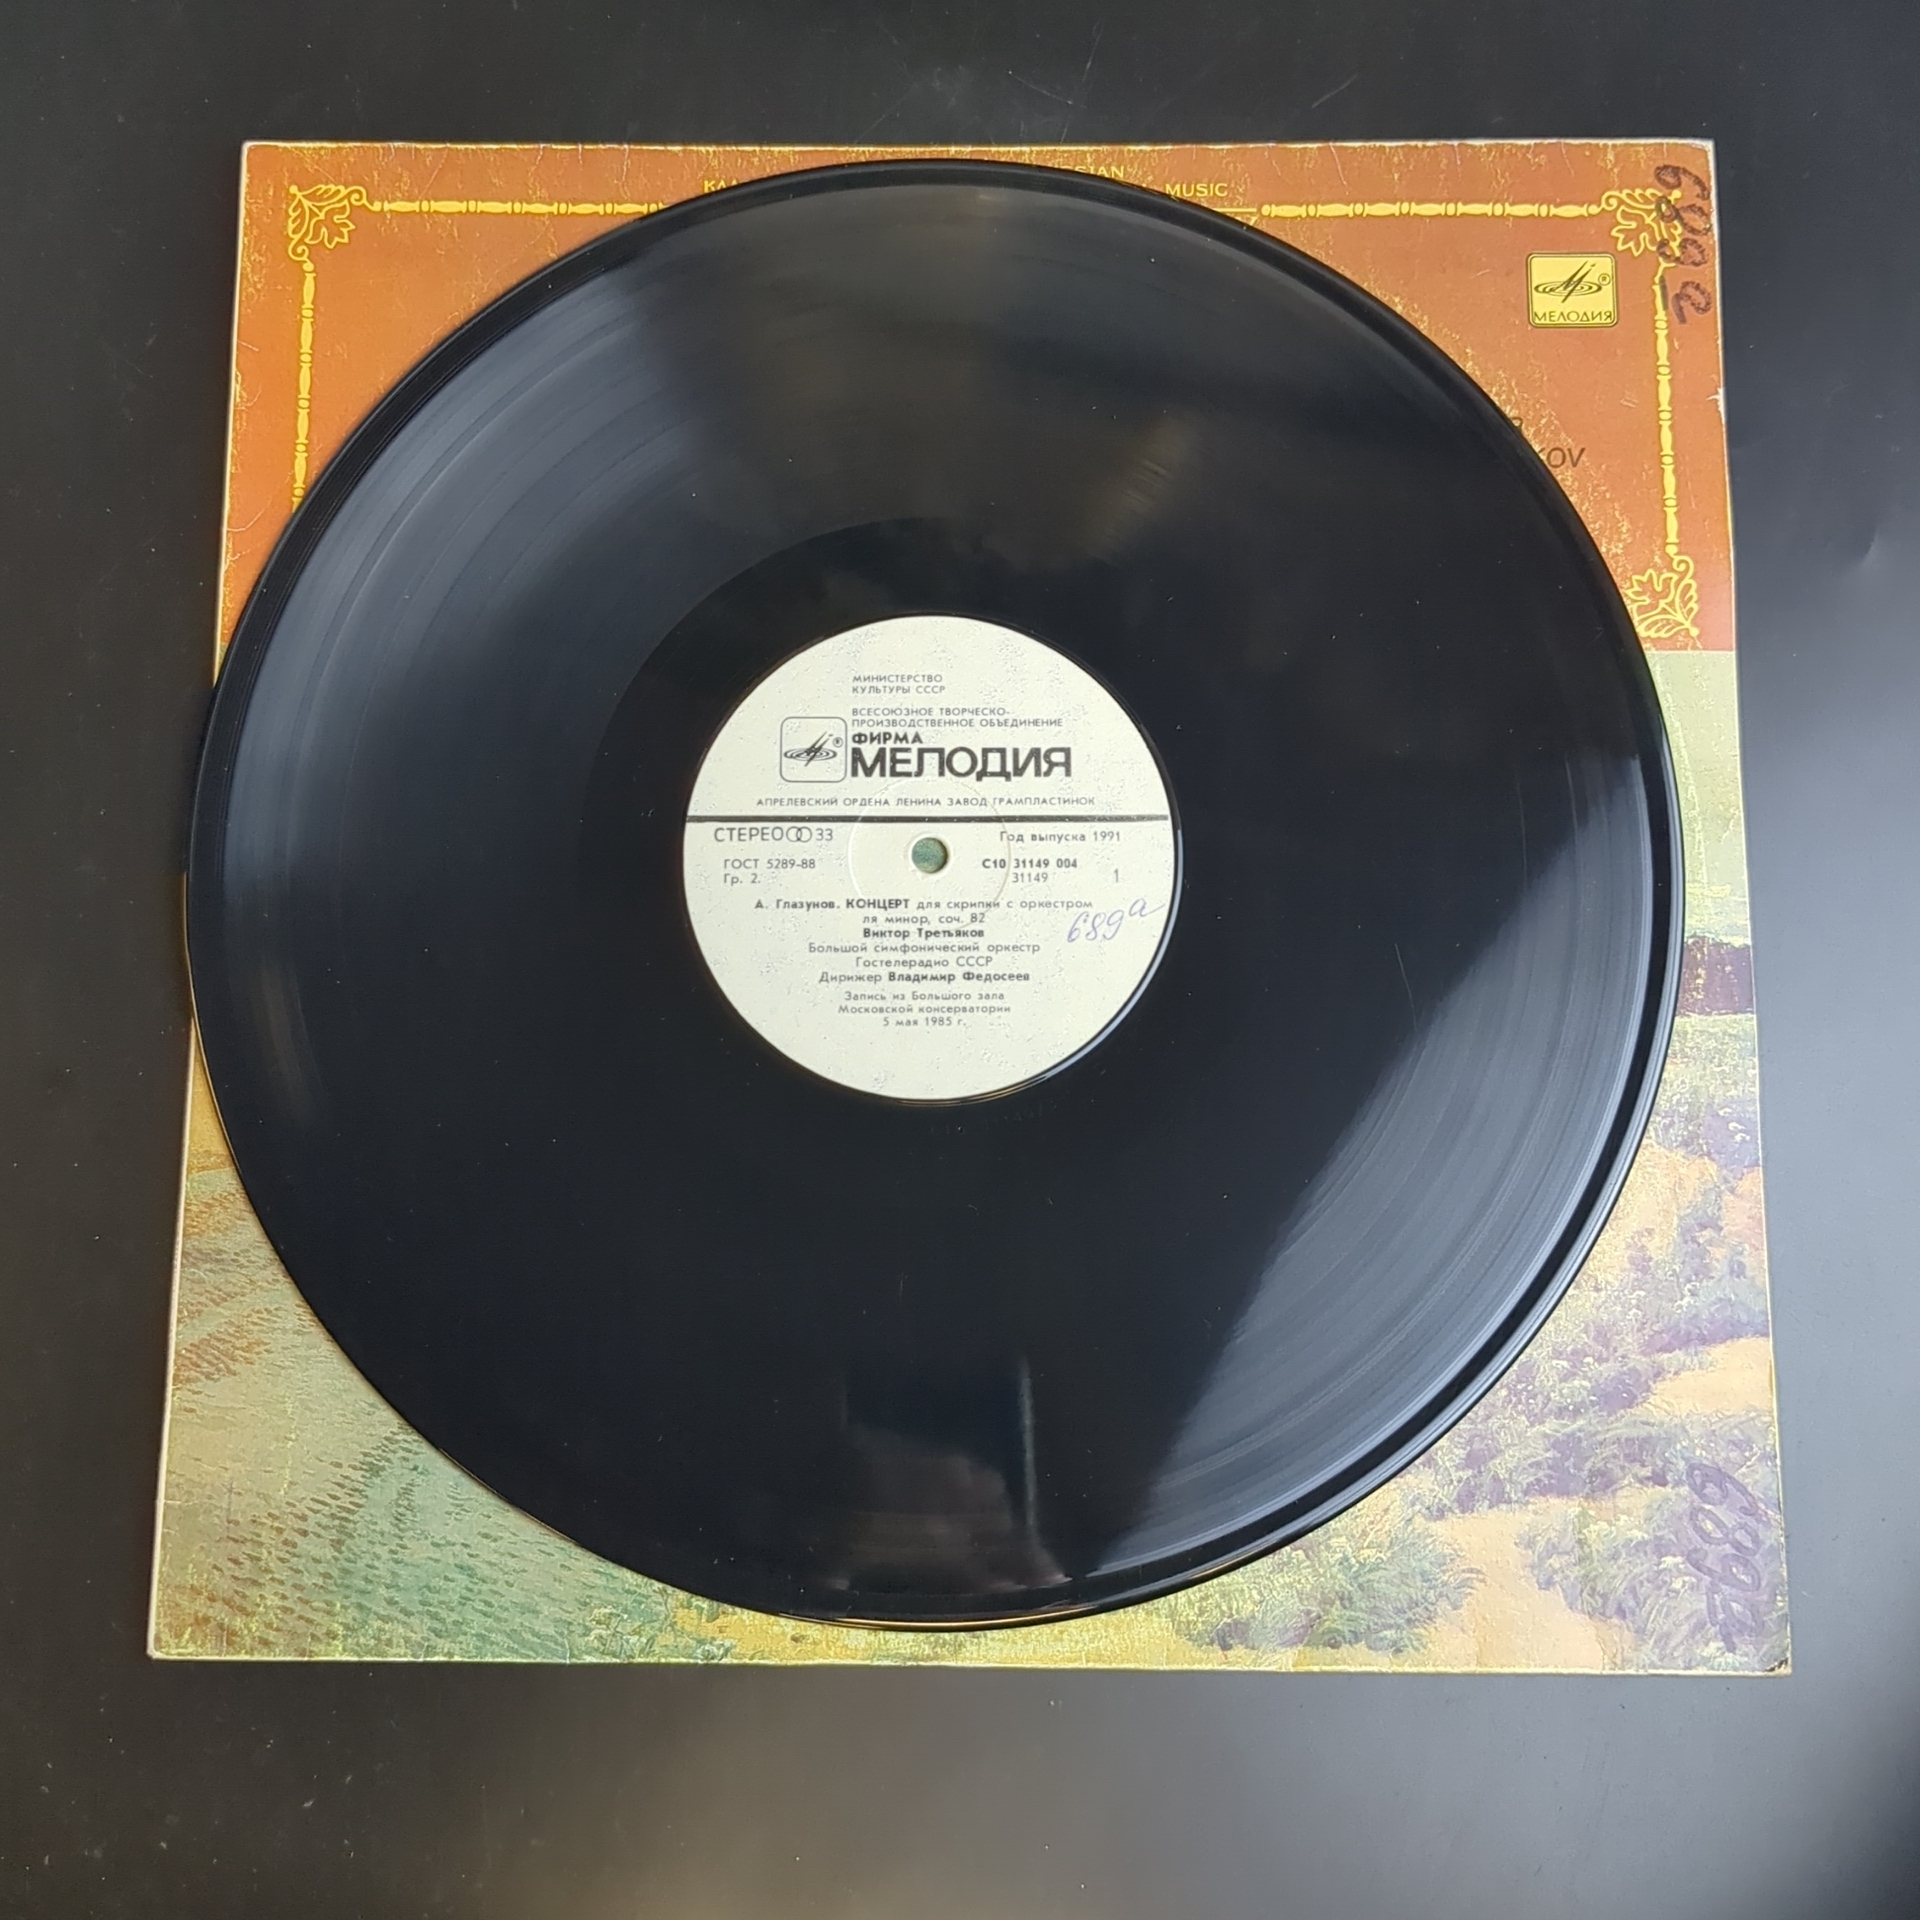 MUSIC
689 a
МЕЛОДИЯ
KOV
МИНИСТЕРСТВО
КУЛЬТУРЫ СССР
ВСЕСОЮЗНОЕ ТВОРЧЕСКО-
ПРОИЗВОДСТВЕННОЕ ОБЪЕДИНЕНИЕ
ФИРМА
МЕЛОДИЯ
АПРЕЛЕВСКИЙ ОРДЕНА ЛЕНИНА ЗАВОД ГРАМПЛАСТИНОК
СТЕРЕО 33 Год выпуска 1991
ГОСТ 5289-88 С10 31149 004
Гр. 2. 31149 1
А. Глазунов. КОНЦЕРТ для скрипки с оркестром
ля минор, соч. 82
689 а
Виктор Третьяков
Большой симфонический оркестр
Гостелерадио СССР
Дирижер Владимир Федосеев
Запись из Большого зала
Московской консерватории
5 мая 1985 г.
689а